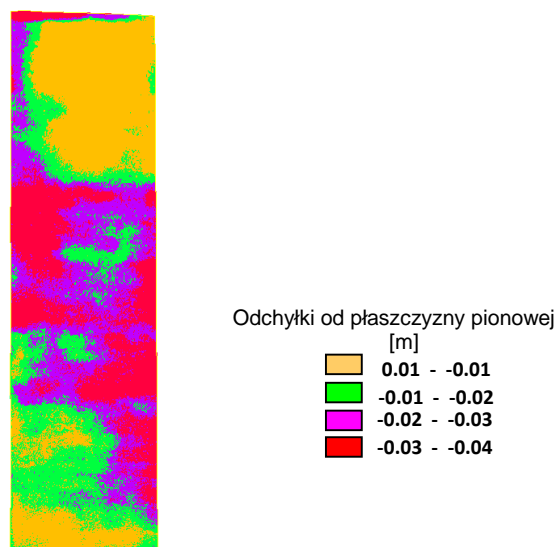 Odchyłki od płaszczyzny pionowej
[m]
0.01 - -0.01
-0.01 - -0.02
-0.02 - -0.03
-0.03 - -0.04